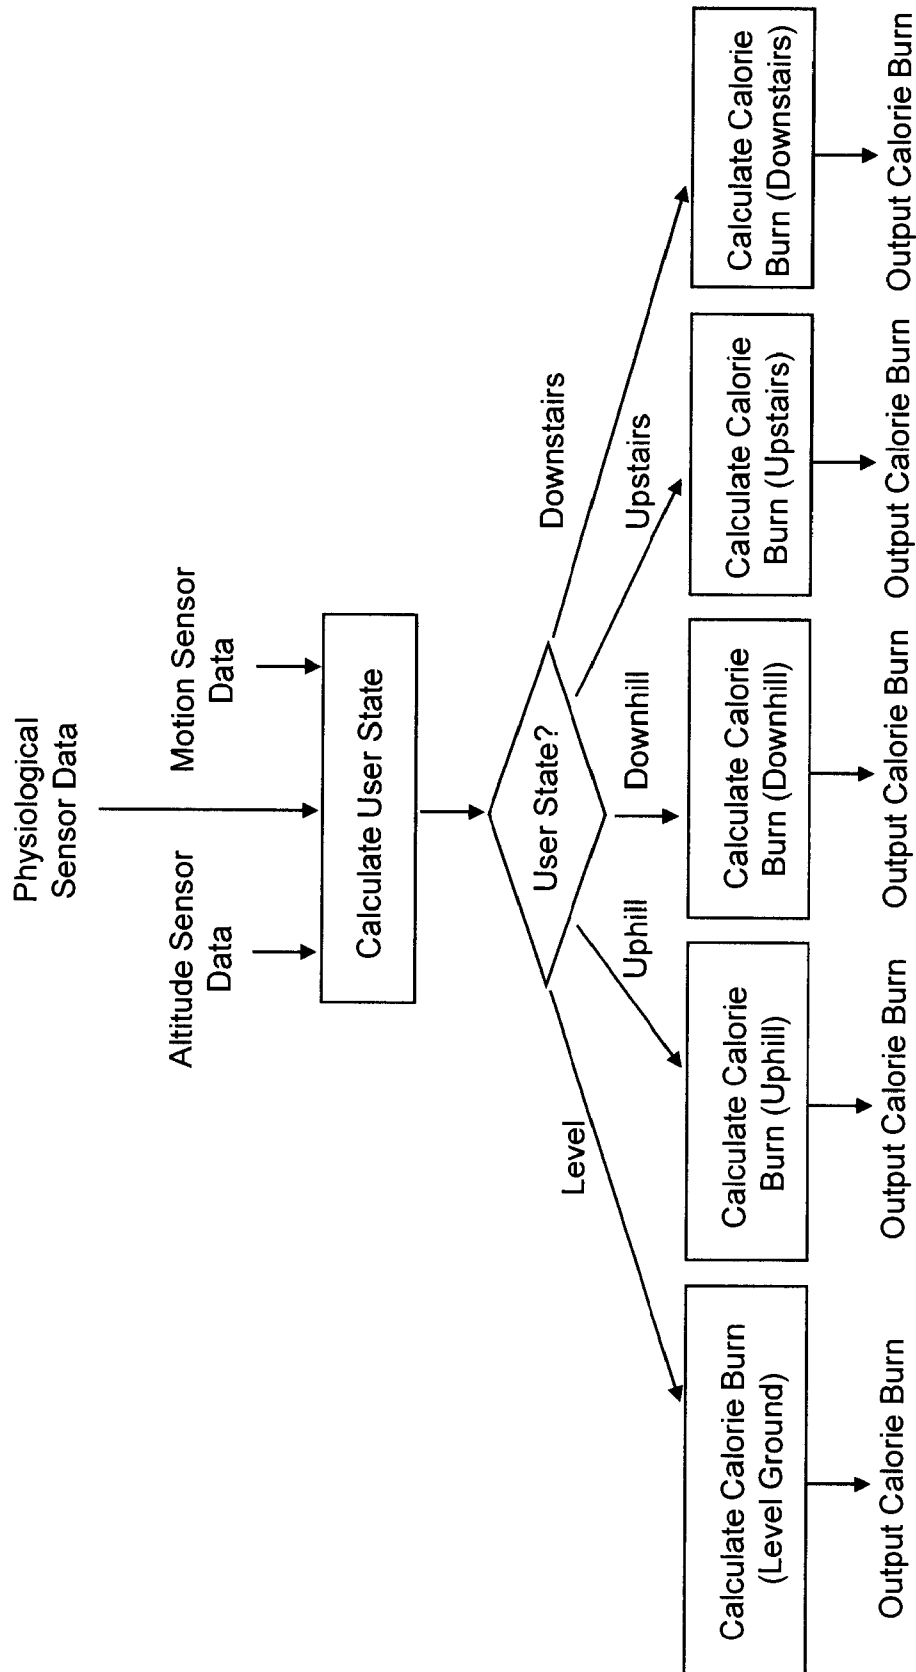 Physiological
Sensor Data
Altitude Sensor
Data
Motion Sensor
Data
Calculate User State
User State?
Level
Uphill
Downhill
Upstairs
Downstairs
Calculate Calorie Burn
(Level Ground)
Calculate Calorie
Burn (Uphill)
Calculate Calorie
Burn (Downhill)
Calculate Calorie
Burn (Upstairs)
Calculate Calorie
Burn (Downstairs)
Output Calorie Burn
Output Calorie Burn
Output Calorie Burn
Output Calorie Burn
Output Calorie Burn